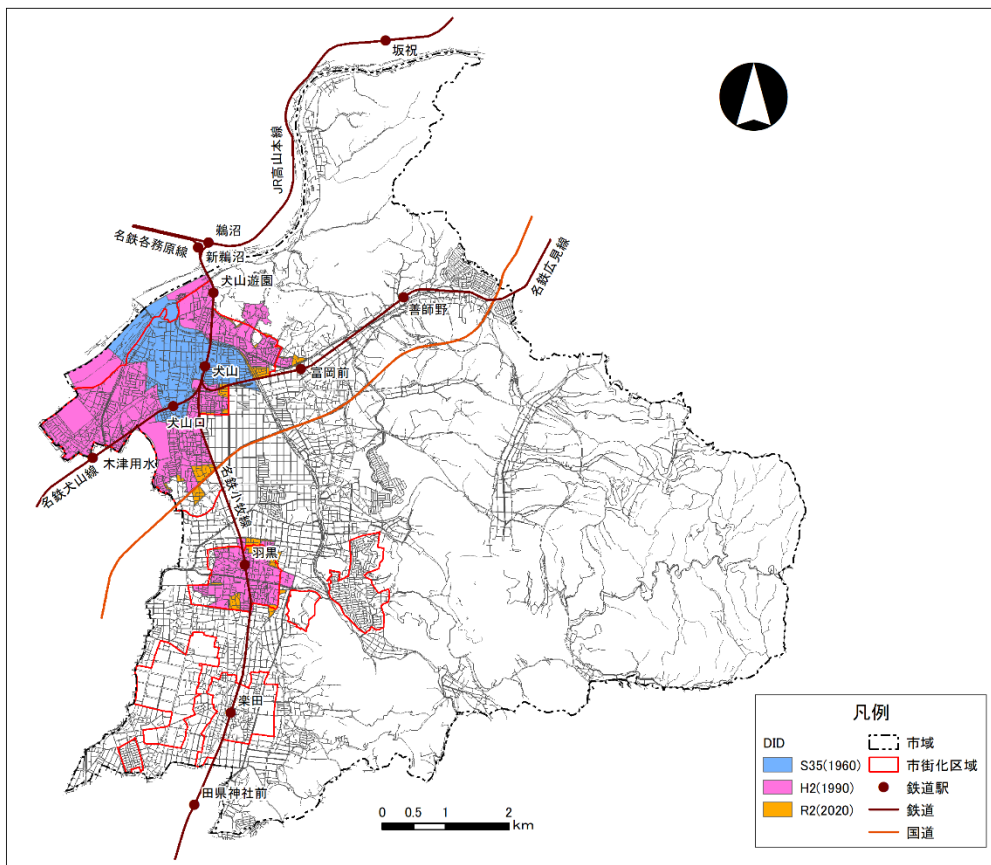 坂祝
JR高山本線
鵜沼
名鉄各務原線
新鵜沼
犬山遊園
名鉄広見線
善師野
犬山
富岡前
犬山口
木津用水
名鉄犬山線
名鉄小牧線
羽黒
楽田
田県神社前
凡例
DID
S35(1960)
H2(1990)
R2(2020)
市域
市街化区域
鉄道駅
鉄道
国道
0 0.5 1 2
km